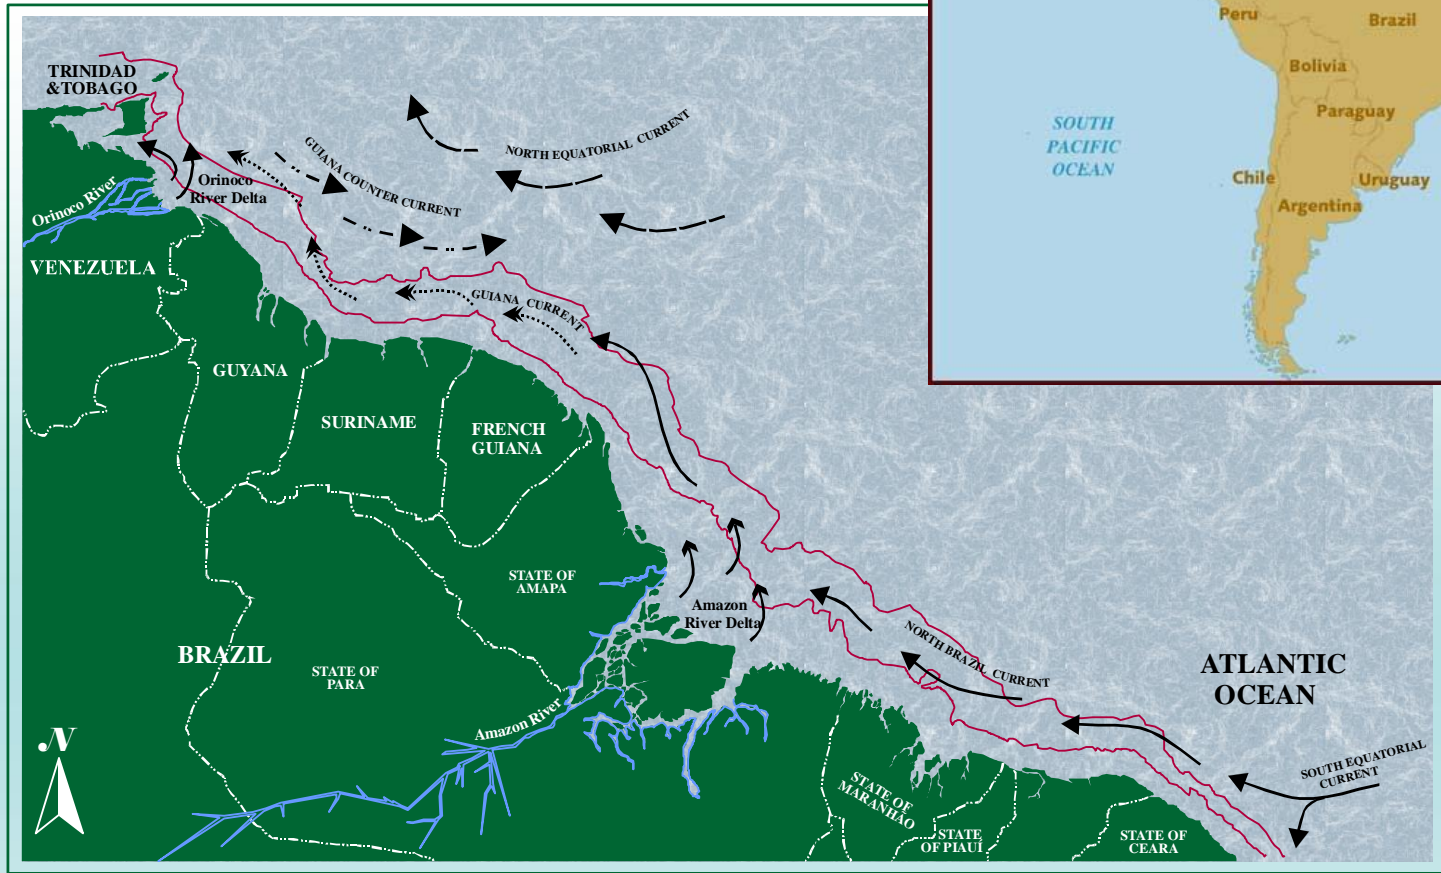 TRINIDAD
&TOBAGO
Orinoco River
Orinoco
River Delta
GUIANA COUNTER CURRENT
NORTH EQUATORIAL CURRENT
VENEZUELA
GUIANA CURRENT
GUYANA
SURINAME
FRENCH
GUIANA
STATE OF
AMAPA
Amazon
River Delta
BRAZIL
STATE OF
PARA
Amazon River
NORTH BRAZIL CURRENT
ATLANTIC
OCEAN
SOUTH EQUATORIAL
CURRENT
STATE OF
MARANHÃO
STATE
OF PIAUÍ
STATE OF
CEARA
N
Peru
Brazil
Bolivia
Paraguay
SOUTH
PACIFIC
OCEAN
Chile
Uruguay
Argentina